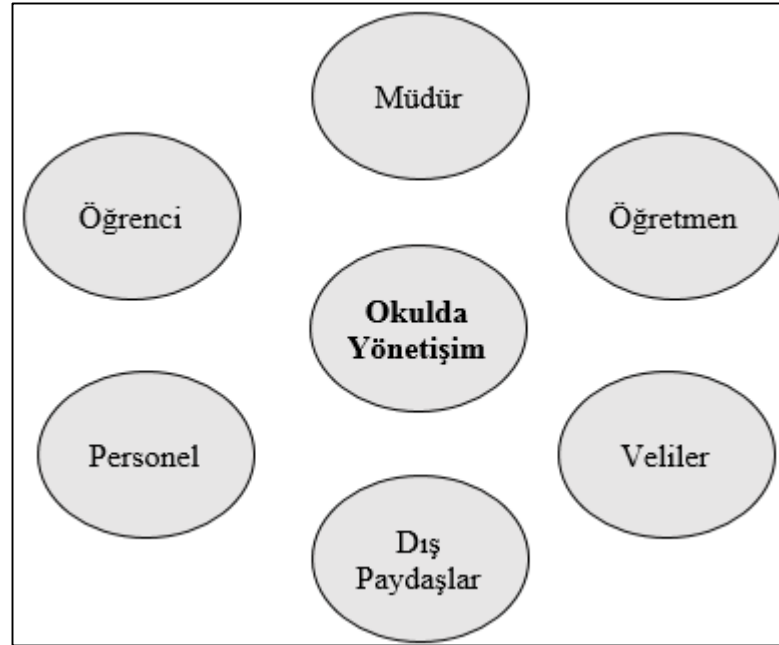 Müdür
Öğrenci
Öğretmen
Okulda
Yönetişim
Personel
Veliler
Dış
Paydaşlar